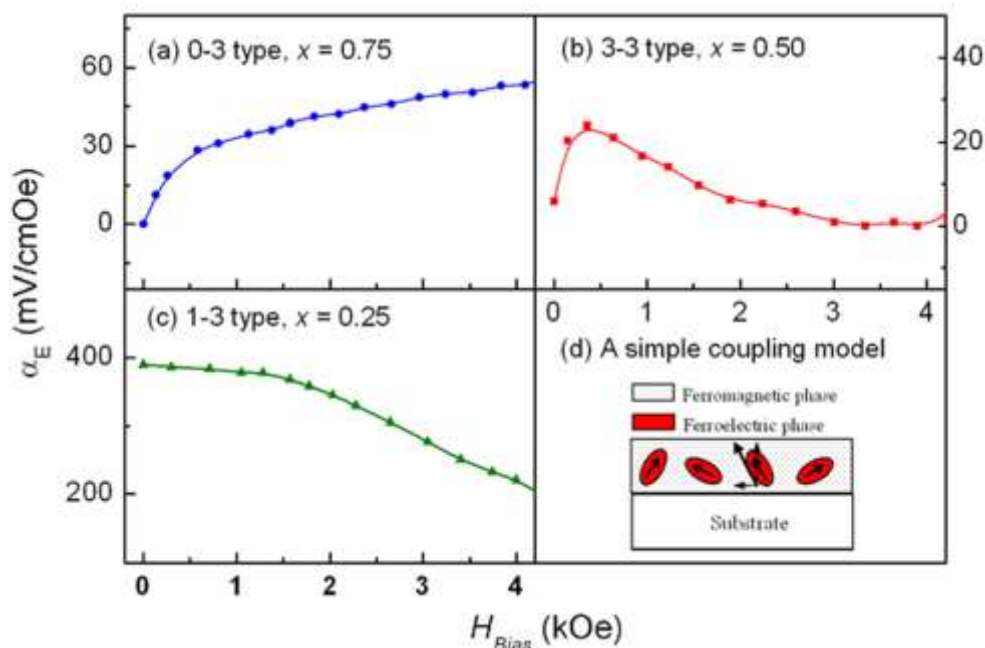 (a) 0-3 type, x = 0.75
60
30
0
(b) 3-3 type, x = 0.50
40
20
0
0 1 2 3 4
α_E (mV/cmOe)
(c) 1-3 type, x = 0.25
400
200
0 1 2 3 4
(d) A simple coupling model
Ferromagnetic phase
Ferroelectric phase
Substrate
H_Bias (kOe)